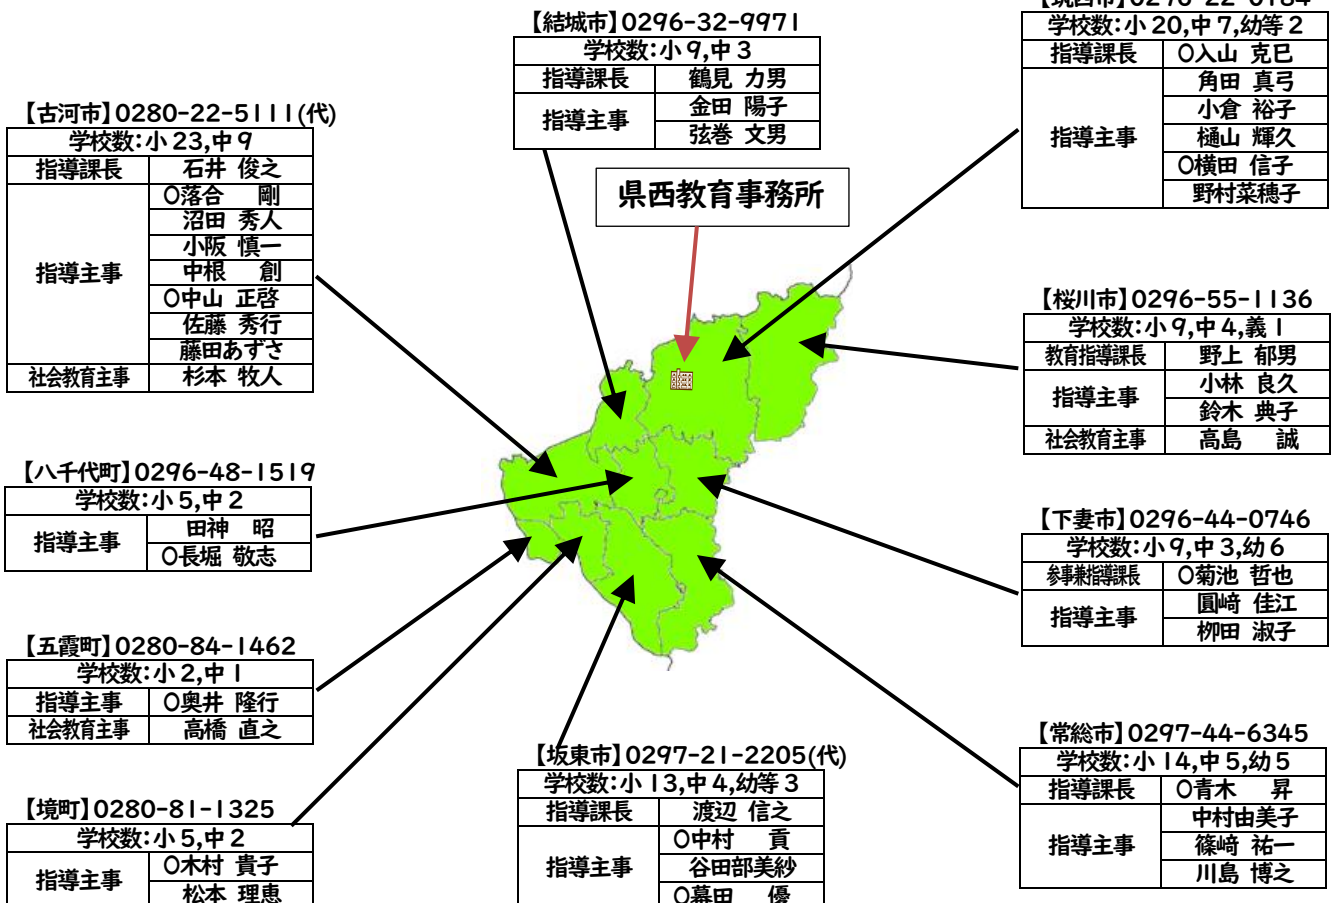 【結城市】0296-32-9971
学校数:小9,中3
指導課長 鶴見 力男
指導主事 金田 陽子
弦巻 文男
学校数:小20,中7,幼等2
指導課長 〇入山 克巳
指導主事 角田 真弓
小倉 裕子
樋山 輝久
〇横田 信子
野村菜穂子
【古河市】0280-22-5111(代)
学校数:小23,中9
指導課長 石井 俊之
指導主事 〇落合 剛
沼田 秀人
小阪 慎一
中根 創
〇中山 正啓
佐藤 秀行
藤田あずさ
社会教育主事 杉本 牧人
県西教育事務所
【桜川市】0296-55-1136
学校数:小9,中4,義1
教育指導課長 野上 郁男
指導主事 小林 良久
鈴木 典子
社会教育主事 高島 誠
【八千代町】0296-48-1519
学校数:小5,中2
指導主事 田神 昭
〇長堀 敬志
【下妻市】0296-44-0746
学校数:小9,中3,幼6
参事兼指導課長 〇菊池 哲也
指導主事 圓﨑 佳江
栁田 淑子
【五霞町】0280-84-1462
学校数:小2,中1
指導主事 〇奥井 隆行
社会教育主事 高橋 直之
【常総市】0297-44-6345
学校数:小14,中5,幼5
指導課長 〇青木 昇
指導主事 中村由美子
篠﨑 祐一
川島 博之
【坂東市】0297-21-2205(代)
学校数:小13,中4,幼等3
指導課長 渡辺 信之
指導主事 〇中村 貢
谷田部美紗
〇幕田 優
【境町】0280-81-1325
学校数:小5,中2
指導主事 〇木村 貴子
松本 理恵